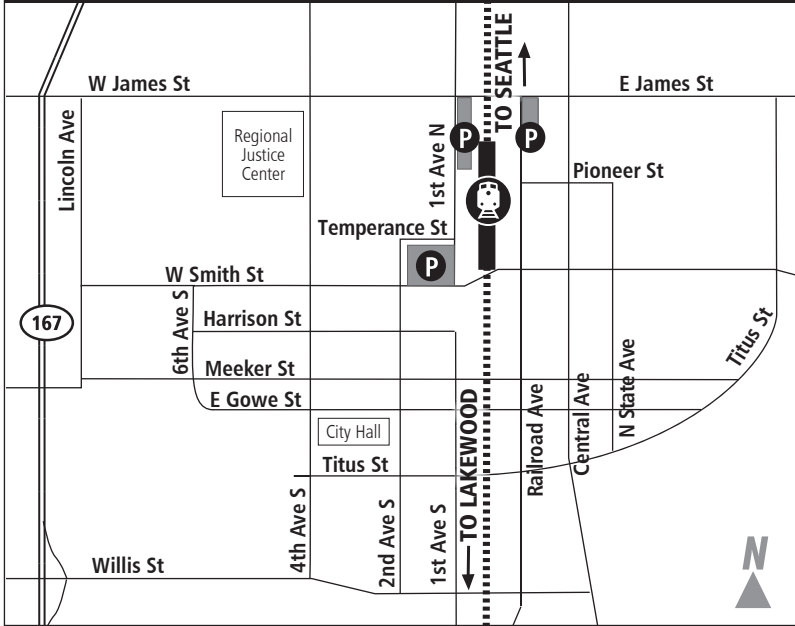 TO SEATTLE
W James St
E James St
Lincoln Ave
Regional
Justice
Center
1st Ave N
P
P
Pioneer St
Temperance St
P
W Smith St
167
6th Ave S
Harrison St
Titus St
Meeker St
E Gowe St
N State Ave
Central Ave
Railroad Ave
City Hall
TO LAKEWOOD
Titus St
4th Ave S
2nd Ave S
1st Ave S
Willis St
N